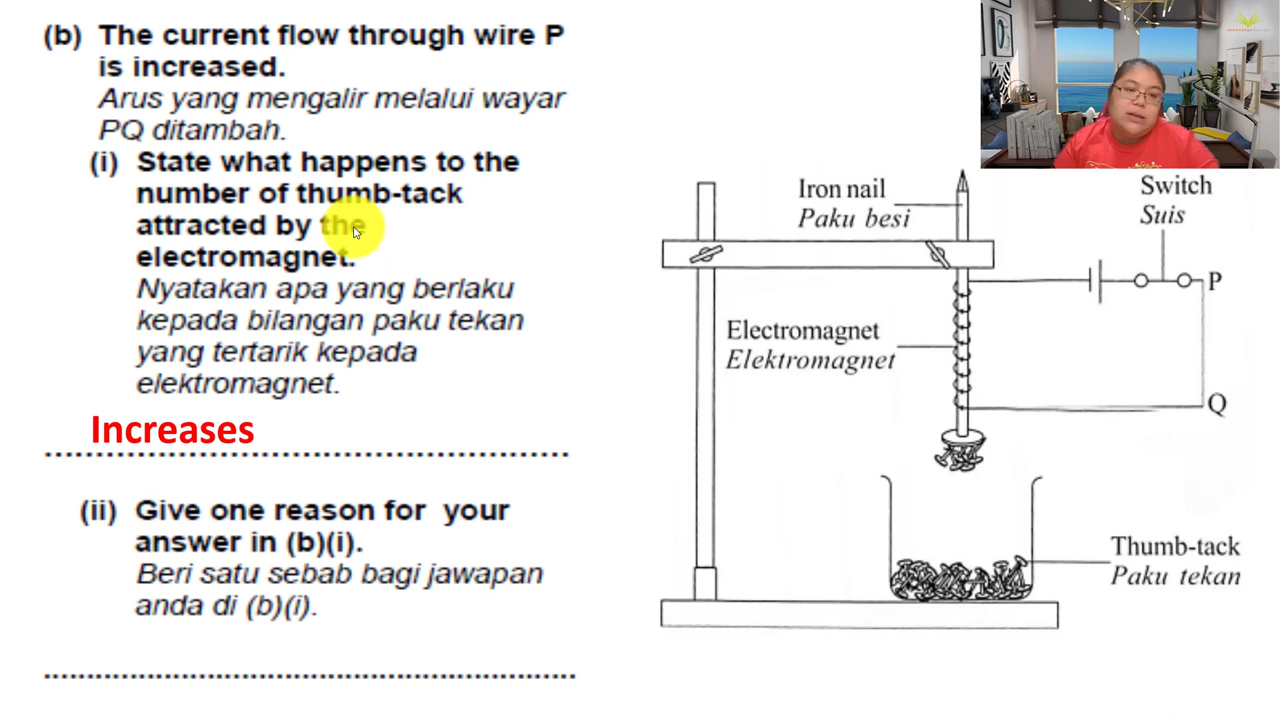 (b) The current flow through wire P
is increased.
Arus yang mengalir melalui wayar
PQ ditambah.
(i) State what happens to the
number of thumb-tack
attracted by the
electromagnet.
Nyatakan apa yang berlaku
kepada bilangan paku tekan
yang tertarik kepada
elektromagnet.
Increases
(ii) Give one reason for your
answer in (b)(i).
Beri satu sebab bagi jawapan
anda di (b)(i).
Iron nail
Paku besi
Switch
Suis
P
Electromagnet
Elektromagnet
Q
Thumb-tack
Paku tekan